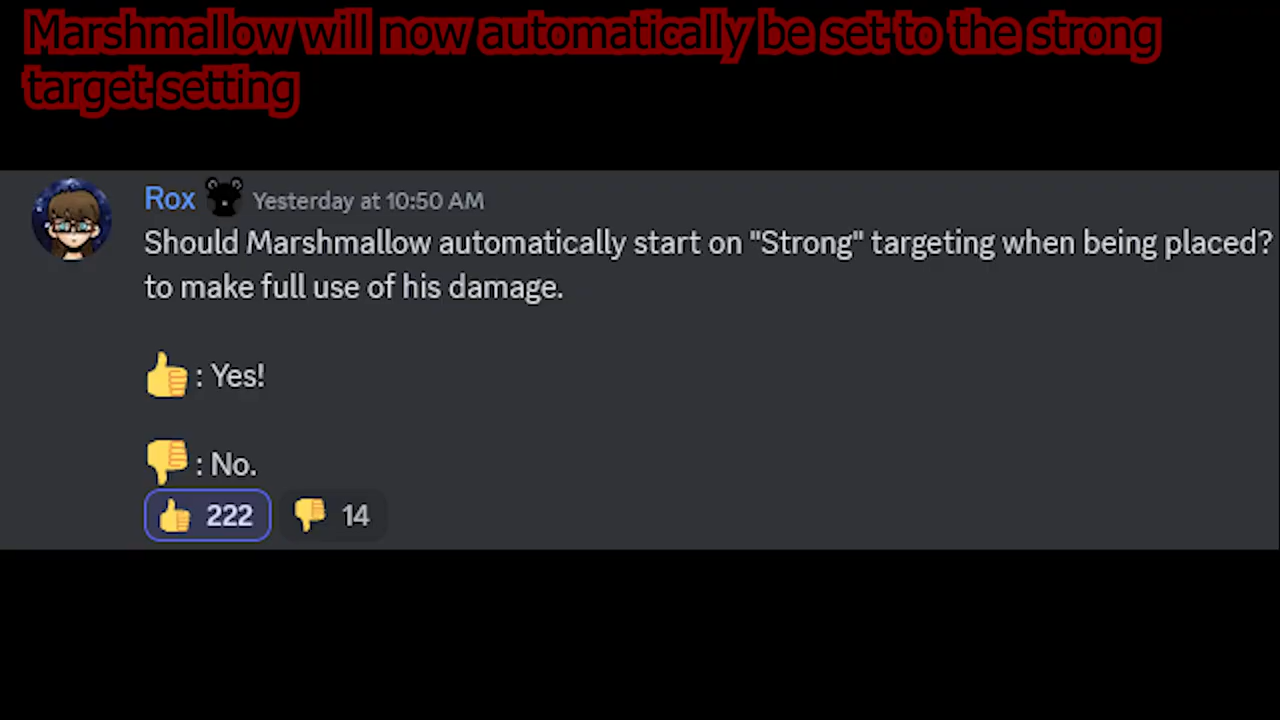 Marshmallow will now automatically be set to the strong
target setting
Rox Yesterday at 10:50 AM
Should Marshmallow automatically start on "Strong" targeting when being placed?
to make full use of his damage.
👍: Yes!
👎: No.
👍 222 👎 14